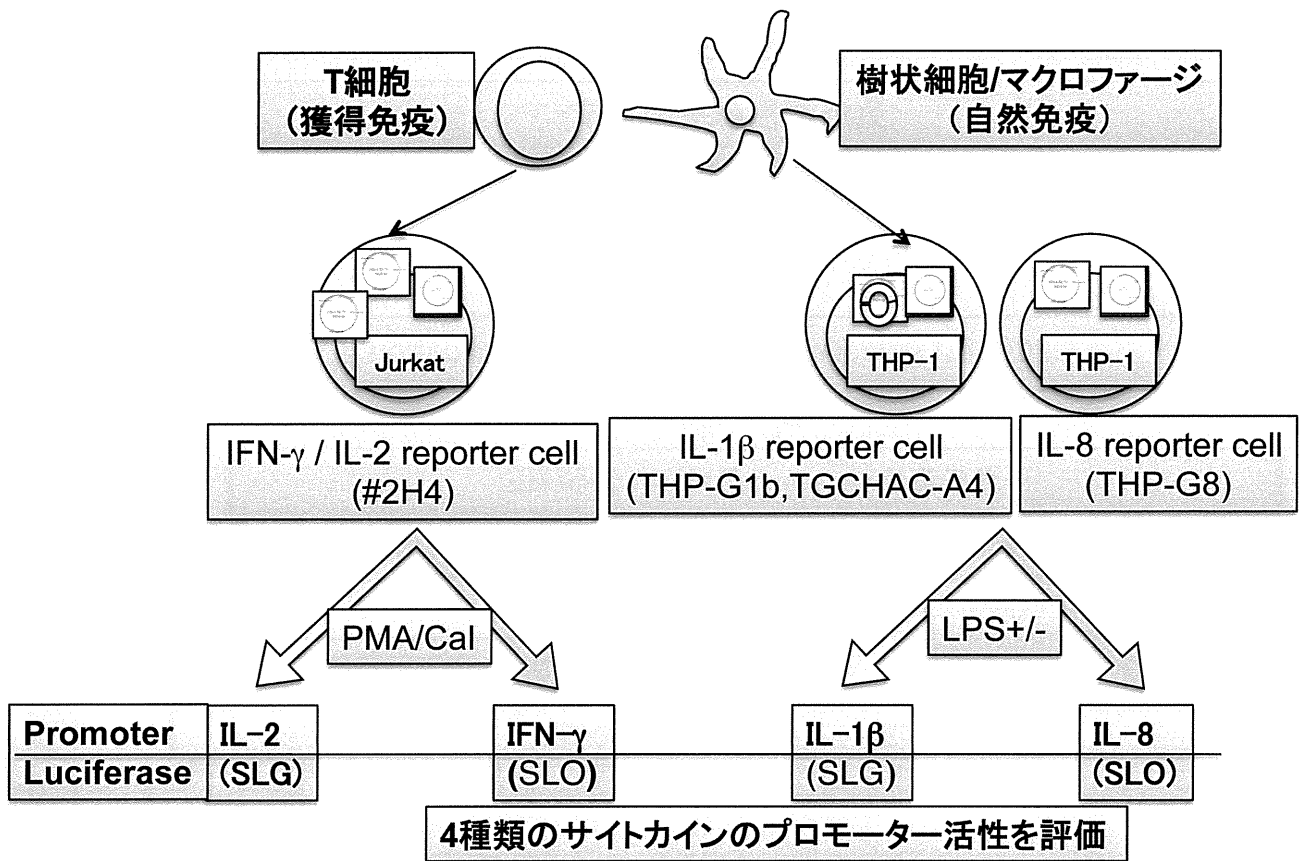 T細胞
（獲得免疫）
樹状細胞/マクロファージ
（自然免疫）
Jurkat
THP-1
THP-1
IFN-γ / IL-2 reporter cell
(#2H4)
IL-1β reporter cell
(THP-G1b,TGCHAC-A4)
IL-8 reporter cell
(THP-G8)
PMA/CaI
LPS+/-
Promoter
IL-2
IFN-γ
IL-1β
IL-8
Luciferase
(SLG)
(SLO)
(SLG)
(SLO)
4種類のサイトカインのプロモーター活性を評価